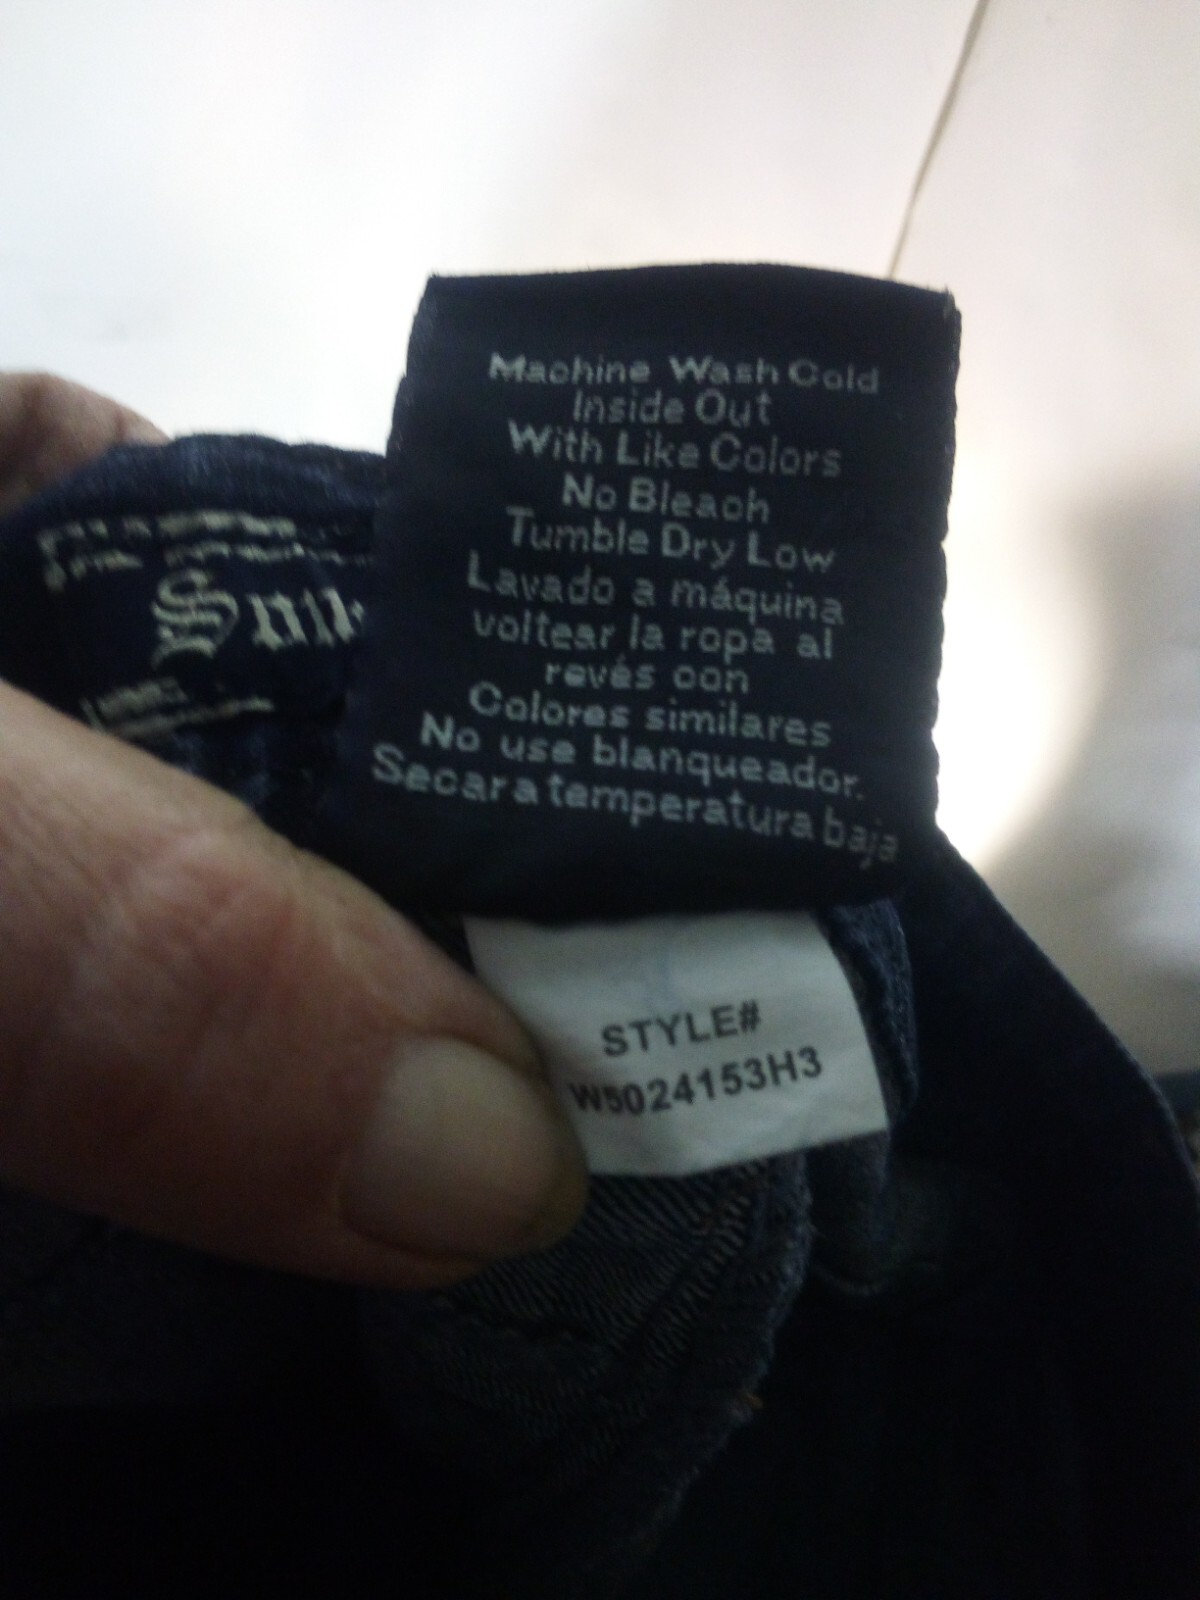 Machine Wash Cold
Inside Out
With Like Colors
No Bleach
Tumble Dry Low
Lavado a máquina
voltear la ropa al
revés con
Colores similares
No use blanqueador.
Secar a temperatura baja
STYLE#
W5024153H3